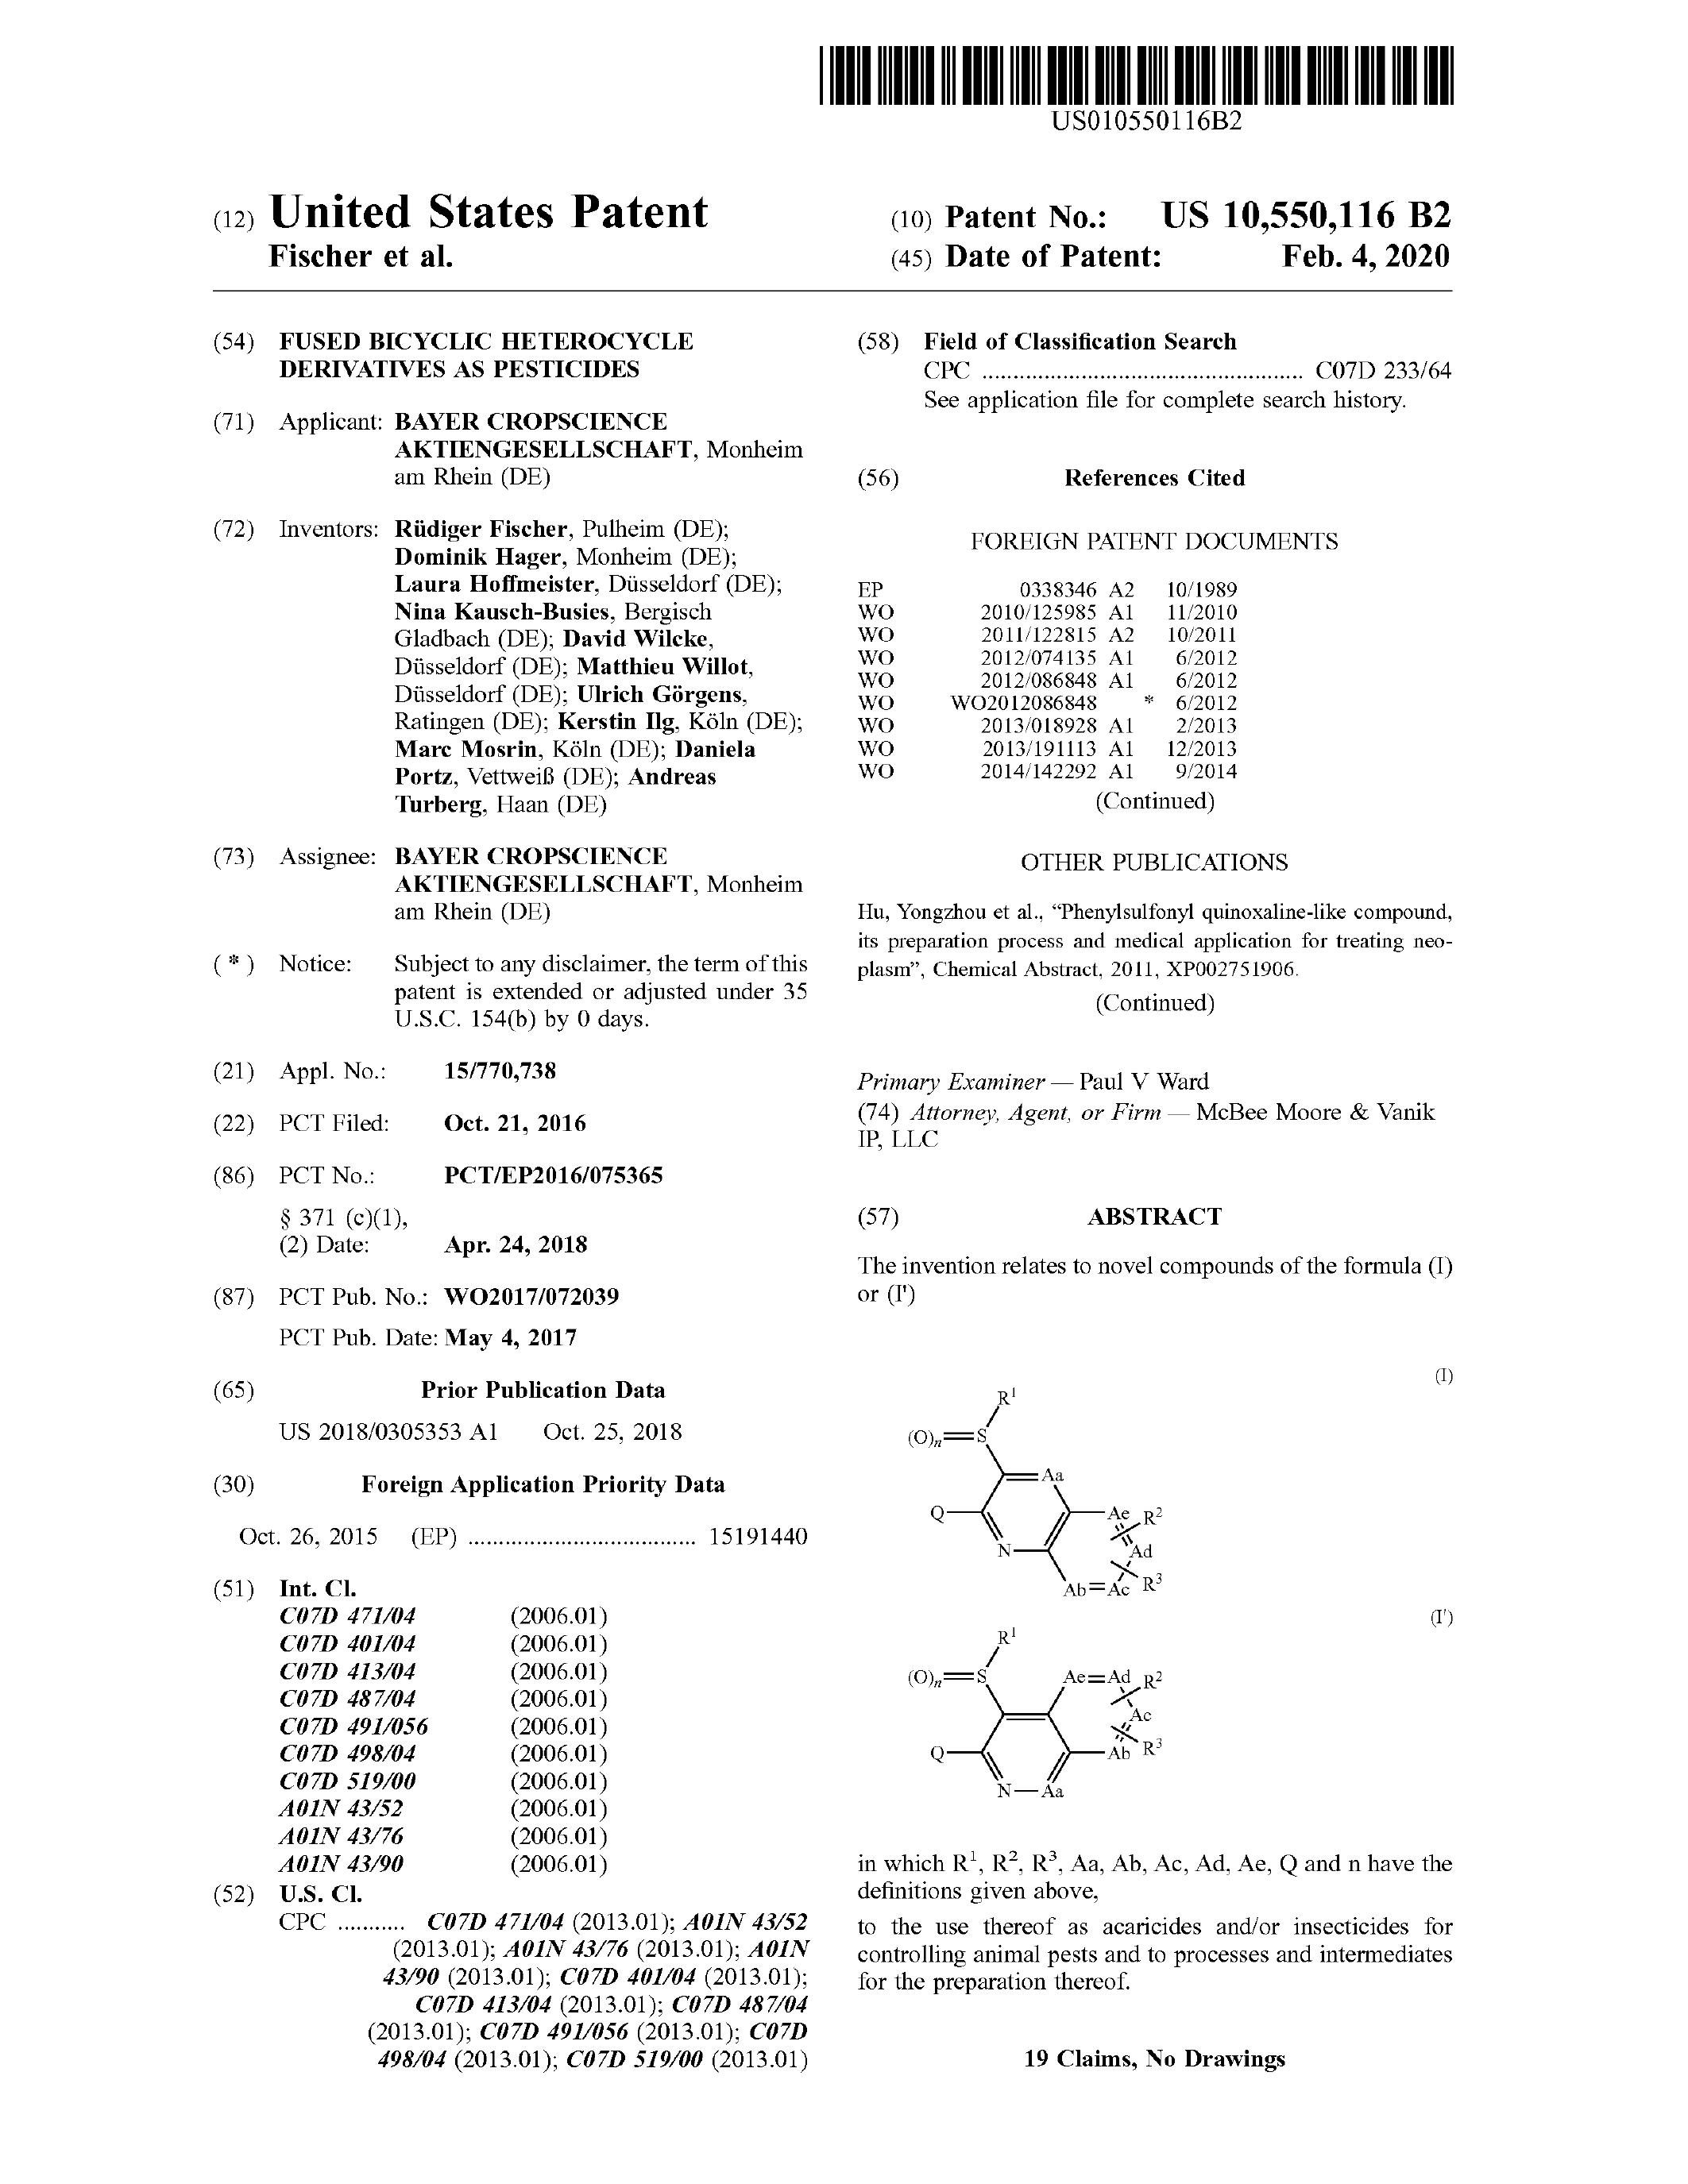 US010550116B2
(12) United States Patent
Fischer et al.
(10) Patent No.: US 10,550,116 B2
(45) Date of Patent: Feb. 4, 2020
(54) FUSED BICYCLIC HETEROCYCLE
DERIVATIVES AS PESTICIDES
(71) Applicant: BAYER CROPSCIENCE
AKTIENGESELLSCHAFT, Monheim
am Rhein (DE)
(72) Inventors: Rüdiger Fischer, Pulheim (DE);
Dominik Hager, Monheim (DE);
Laura Hoffmeister, Düsseldorf (DE);
Nina Kausch-Busies, Bergisch
Gladbach (DE); David Wilcke,
Düsseldorf (DE); Matthieu Willot,
Düsseldorf (DE); Ulrich Görgens,
Ratingen (DE); Kerstin Ilg, Köln (DE);
Marc Mosrin, Köln (DE); Daniela
Portz, Vettweiß (DE); Andreas
Turberg, Haan (DE)
(73) Assignee: BAYER CROPSCIENCE
AKTIENGESELLSCHAFT, Monheim
am Rhein (DE)
( * ) Notice: Subject to any disclaimer, the term of this
patent is extended or adjusted under 35
U.S.C. 154(b) by 0 days.
(21) Appl. No.: 15/770,738
(22) PCT Filed: Oct. 21, 2016
(86) PCT No.: PCT/EP2016/075365
§ 371 (c)(1),
(2) Date: Apr. 24, 2018
(87) PCT Pub. No.: WO2017/072039
PCT Pub. Date: May 4, 2017
(65) Prior Publication Data
US 2018/0305353 A1 Oct. 25, 2018
(30) Foreign Application Priority Data
Oct. 26, 2015 (EP) ..................................... 15191440
(51) Int. Cl.
C07D 471/04 (2006.01)
C07D 401/04 (2006.01)
C07D 413/04 (2006.01)
C07D 487/04 (2006.01)
C07D 491/056 (2006.01)
C07D 498/04 (2006.01)
C07D 519/00 (2006.01)
A01N 43/52 (2006.01)
A01N 43/76 (2006.01)
A01N 43/90 (2006.01)
(52) U.S. Cl.
CPC ........... C07D 471/04 (2013.01); A01N 43/52
(2013.01); A01N 43/76 (2013.01); A01N
43/90 (2013.01); C07D 401/04 (2013.01);
C07D 413/04 (2013.01); C07D 487/04
(2013.01); C07D 491/056 (2013.01); C07D
498/04 (2013.01); C07D 519/00 (2013.01)
(58) Field of Classification Search
CPC .................................................... C07D 233/64
See application file for complete search history.
(56) References Cited
FOREIGN PATENT DOCUMENTS
EP 0338346 A2 10/1989
WO 2010/125985 A1 11/2010
WO 2011/122815 A2 10/2011
WO 2012/074135 A1 6/2012
WO 2012/086848 A1 6/2012
WO WO2012086848 * 6/2012
WO 2013/018928 A1 2/2013
WO 2013/191113 A1 12/2013
WO 2014/142292 A1 9/2014
(Continued)
OTHER PUBLICATIONS
Hu, Yongzhou et al., “Phenylsulfonyl quinoxaline-like compound,
its preparation process and medical application for treating neo-
plasm”, Chemical Abstract, 2011, XP002751906.
(Continued)
Primary Examiner — Paul V Ward
(74) Attorney, Agent, or Firm — McBee Moore & Vanik
IP, LLC
(57) ABSTRACT
The invention relates to novel compounds of the formula (I)
or (I')
(I)
R¹
(O)n=S
Aa
Q Ae R²
N Ad
Ab=Ac R³
(I')
R¹
(O)n=S Ae=Ad R²
Ac
Q Ab R³
N—Aa
in which R¹, R², R³, Aa, Ab, Ac, Ad, Ae, Q and n have the
definitions given above,
to the use thereof as acaricides and/or insecticides for
controlling animal pests and to processes and intermediates
for the preparation thereof.
19 Claims, No Drawings